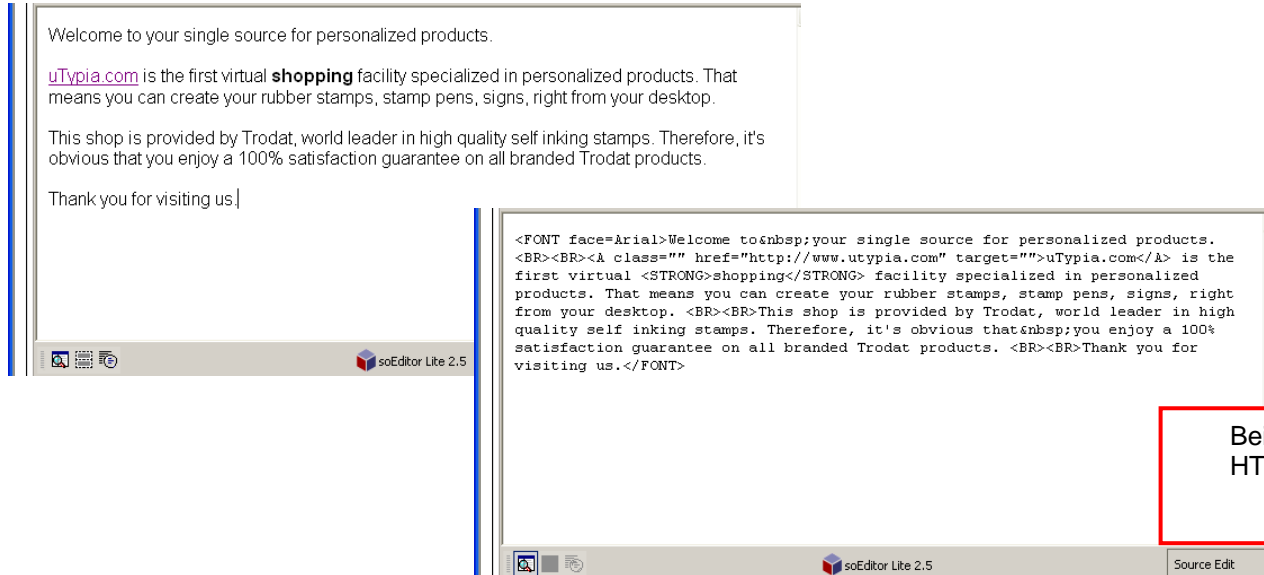 Welcome to your single source for personalized products.
uTypia.com is the first virtual shopping facility specialized in personalized products. That
means you can create your rubber stamps, stamp pens, signs, right from your desktop.
This shop is provided by Trodat, world leader in high quality self inking stamps. Therefore, it's
obvious that you enjoy a 100% satisfaction guarantee on all branded Trodat products.
Thank you for visiting us.
soEditor Lite 2.5
<FONT face=Arial>Welcome to&nbsp;your single source for personalized products.
<BR><BR><A class="" href="http://www.utypia.com" target="">uTypia.com</A> is the
first virtual <STRONG>shopping</STRONG> facility specialized in personalized
products. That means you can create your rubber stamps, stamp pens, signs, right
from your desktop. <BR><BR>This shop is provided by Trodat, world leader in high
quality self inking stamps. Therefore, it's obvious that&nbsp;you enjoy a 100%
satisfaction guarantee on all branded Trodat products. <BR><BR>Thank you for
visiting us.</FONT>
soEditor Lite 2.5
Source Edit